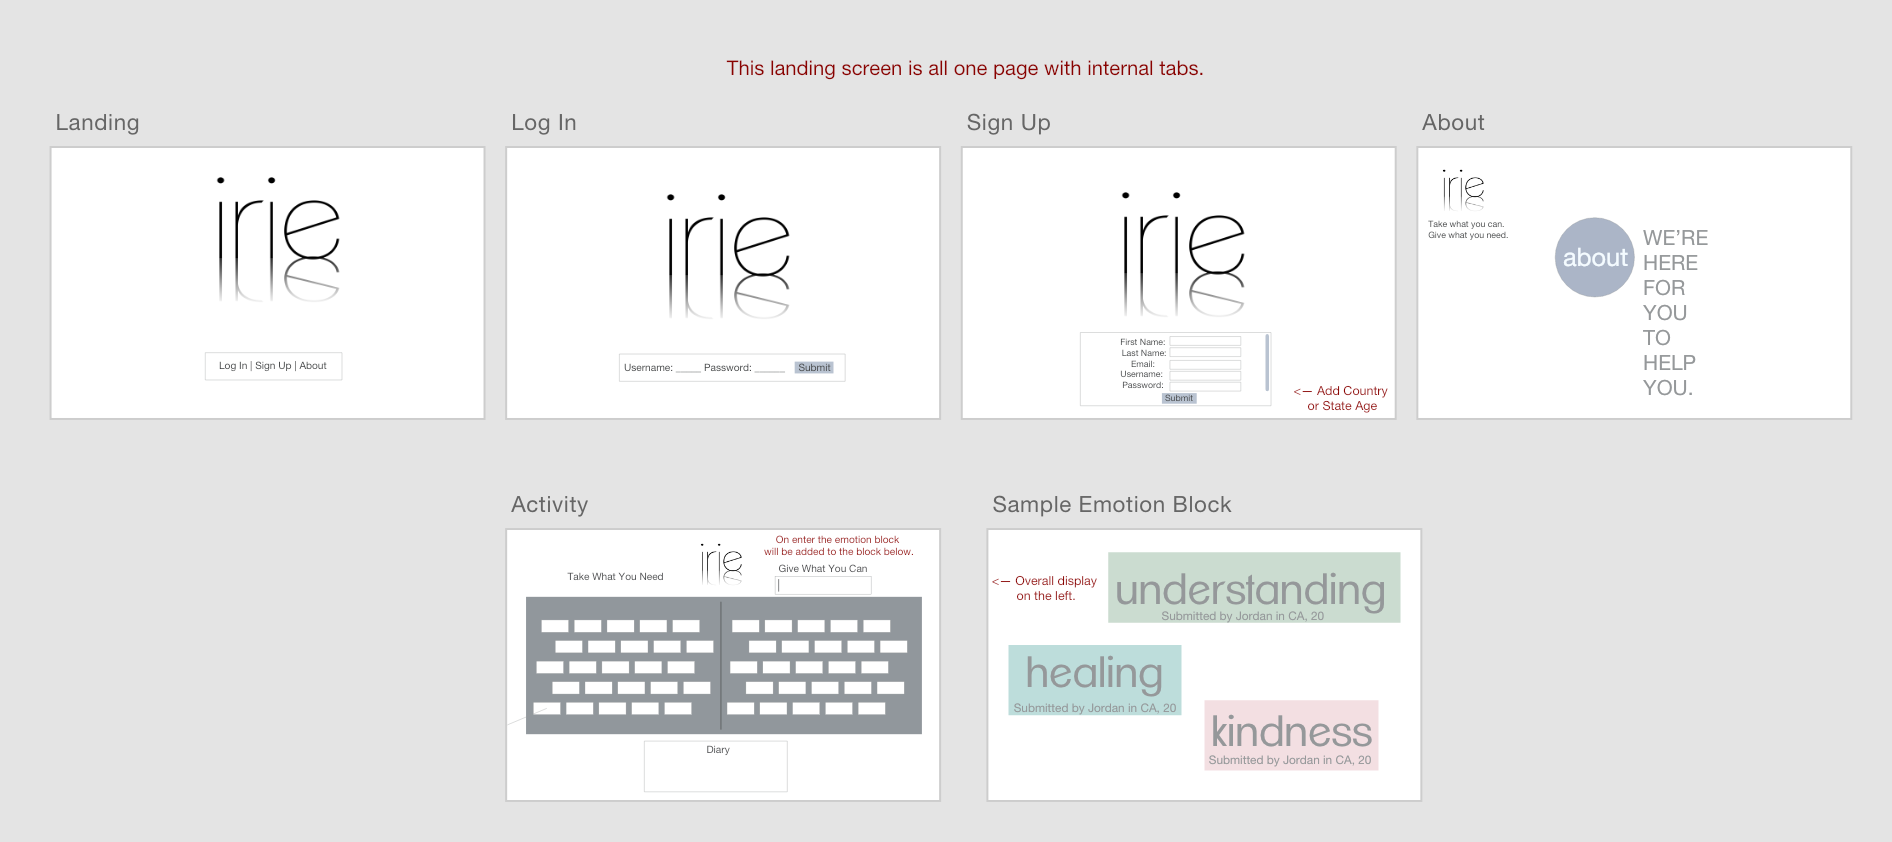 This landing screen is all one page with internal tabs.
Landing
irie
Log In | Sign Up | About
Log In
irie
Username: _____ Password: ______ Submit
Sign Up
irie
First Name:
Last Name:
Email:
Username:
Password:
Submit
<— Add Country
or State Age
About
irie
Take what you can.
Give what you need.
about
WE'RE
HERE
FOR
YOU
TO
HELP
YOU.
Activity
Take What You Need
irie
On enter the emotion block
will be added to the block below.
Give What You Can
Diary
Sample Emotion Block
<— Overall display
on the left.
understanding
Submitted by Jordan in CA, 20
healing
Submitted by Jordan in CA, 20
kindness
Submitted by Jordan in CA, 20